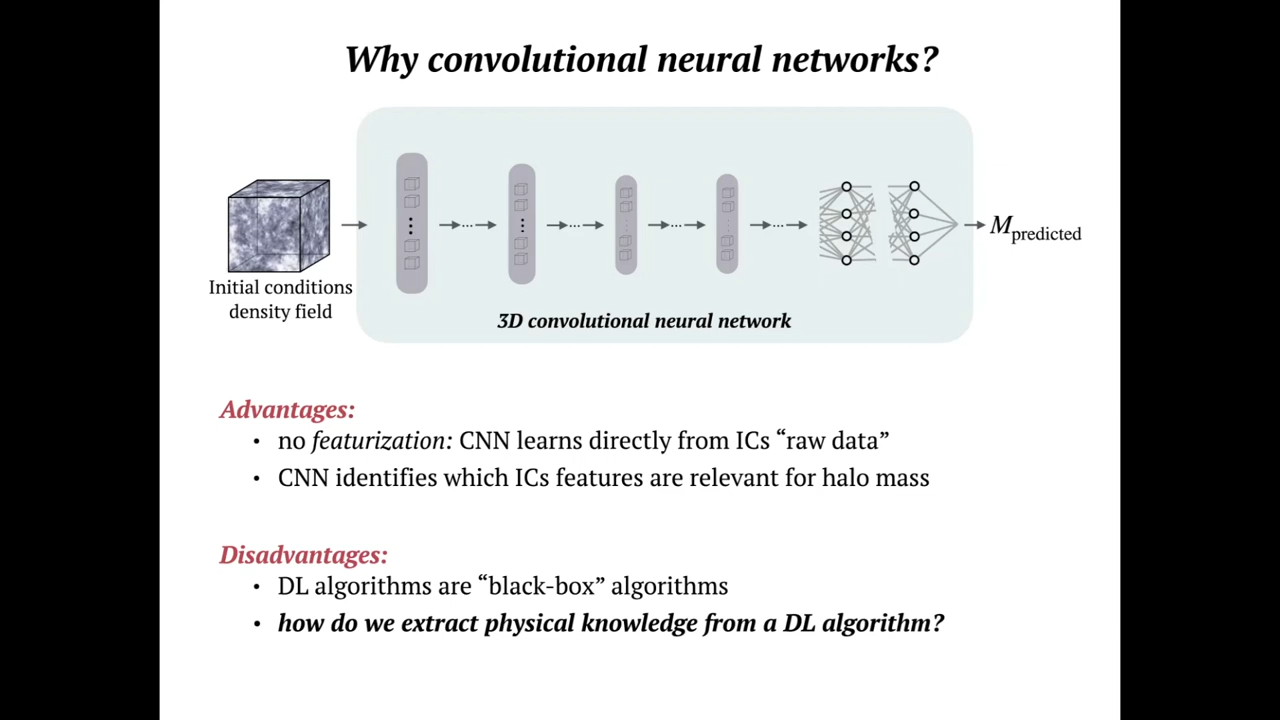 Why convolutional neural networks?
Initial conditions
density field
M predicted
3D convolutional neural network
Advantages:
• no featurization: CNN learns directly from ICs “raw data”
• CNN identifies which ICs features are relevant for halo mass
Disadvantages:
• DL algorithms are “black-box” algorithms
• how do we extract physical knowledge from a DL algorithm?